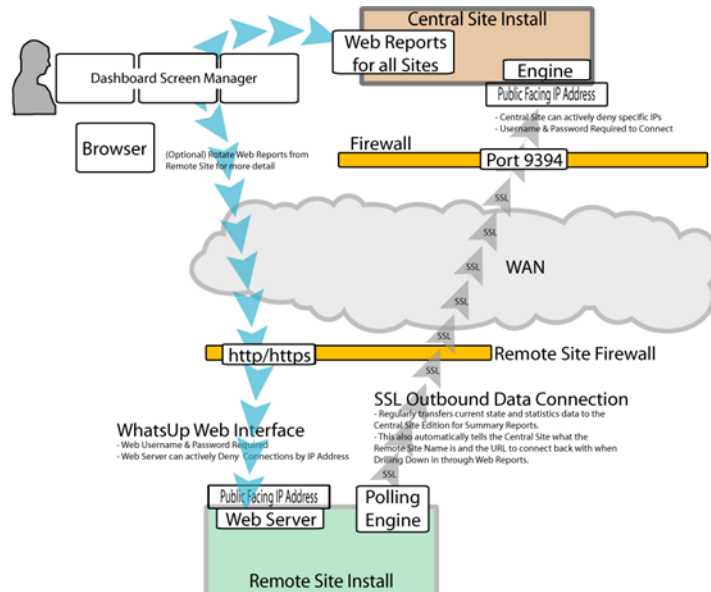 Central Site Install
Web Reports
for all Sites
Engine
Public Facing IP Address
- Central Site can actively deny specific IPs
- Username & Password Required to Connect
Dashboard Screen Manager
Browser
(Optional) Rotate Web Reports from
Remote Site for more detail
Firewall
Port 9394
SSL
SSL
WAN
SSL
SSL
SSL
http/https
Remote Site Firewall
SSL
SSL Outbound Data Connection
- Regularly transfers current state and statistics data to the
Central Site Edition for Summary Reports.
- This also automatically tells the Central Site what the
Remote Site Name is and the URL to connect back with when
Drilling Down in through Web Reports.
WhatsUp Web Interface
- Web Username & Password Required
- Web Server can actively Deny Connections by IP Address
SSL
Public Facing IP Address
Web Server
Polling
Engine
Remote Site Install